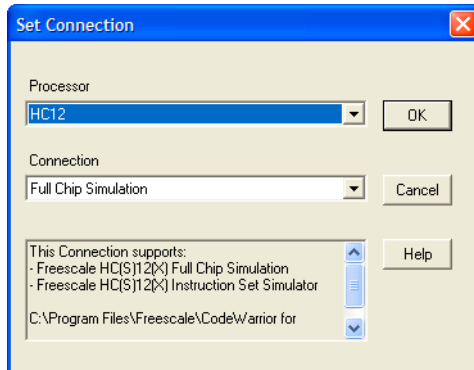 Set Connection
Processor
HC12
OK
Connection
Full Chip Simulation
Cancel
This Connection supports:
- Freescale HC(S)12(X) Full Chip Simulation
- Freescale HC(S)12(X) Instruction Set Simulator
C:\Program Files\Freescale\CodeWarrior for
Help